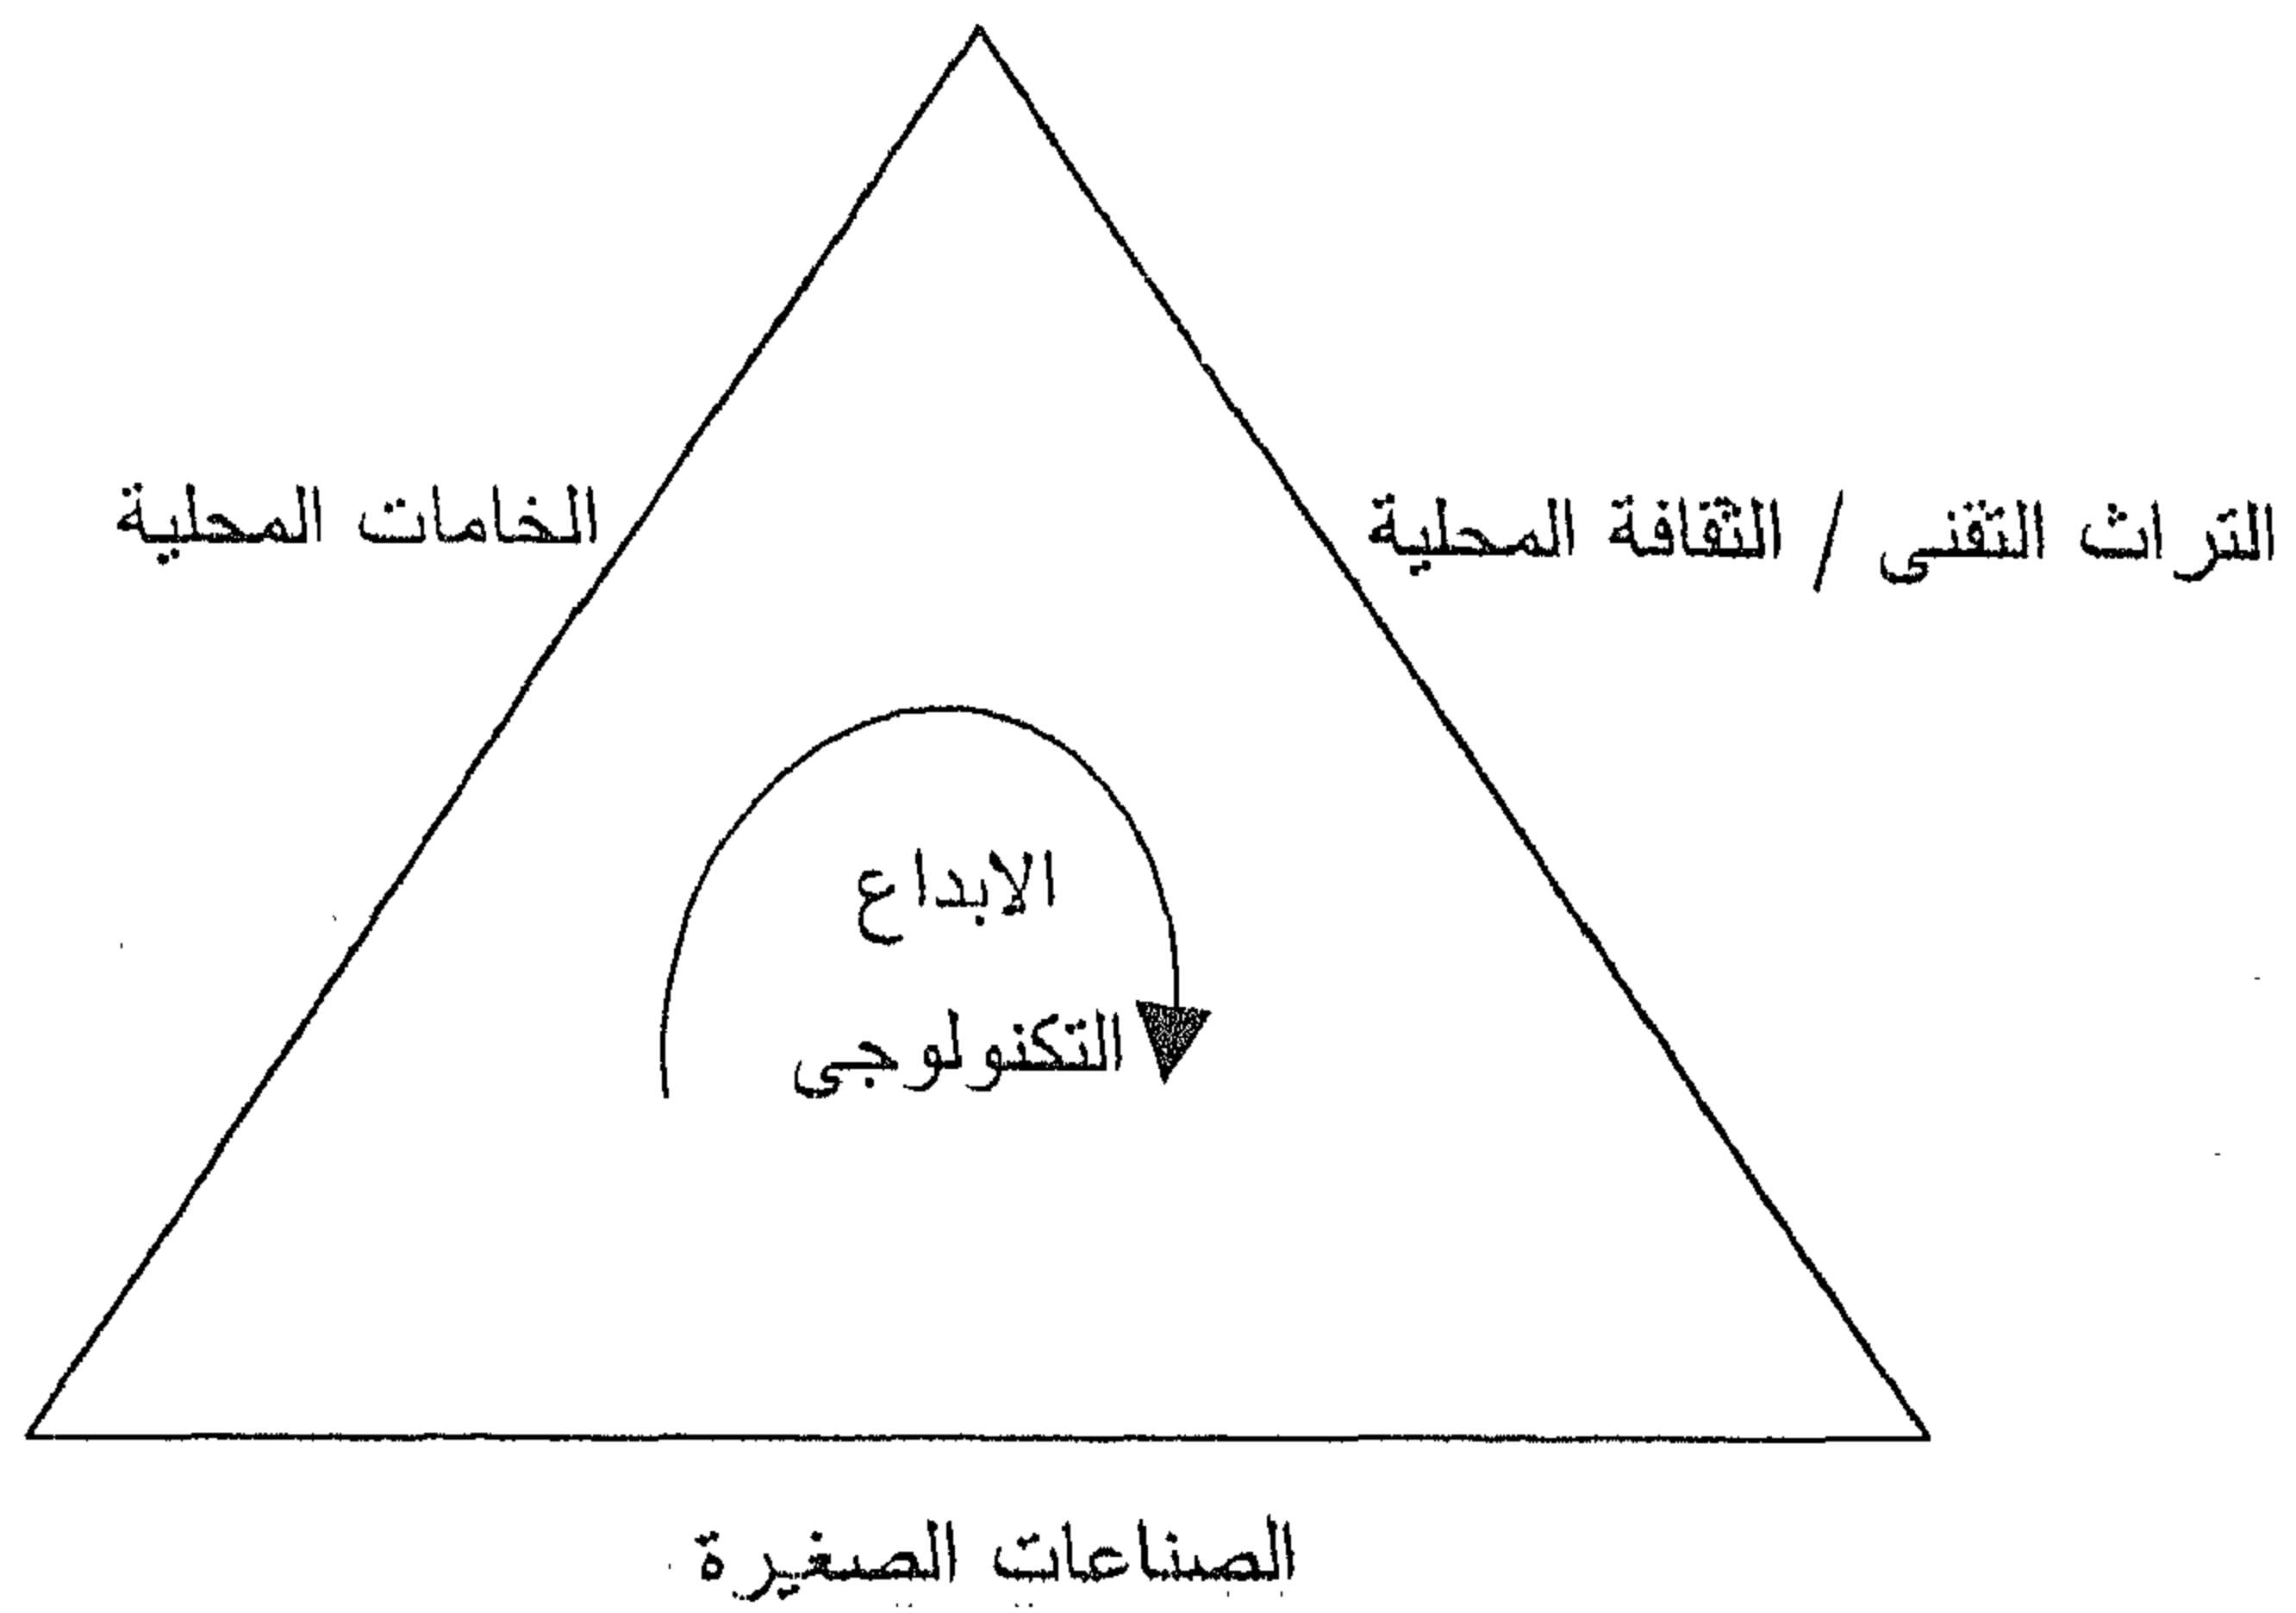 الخامات المحلية
التراث التقنى / الثقافة المحلية
الابداع
التكنولوجى
الصناعات الصغيرة